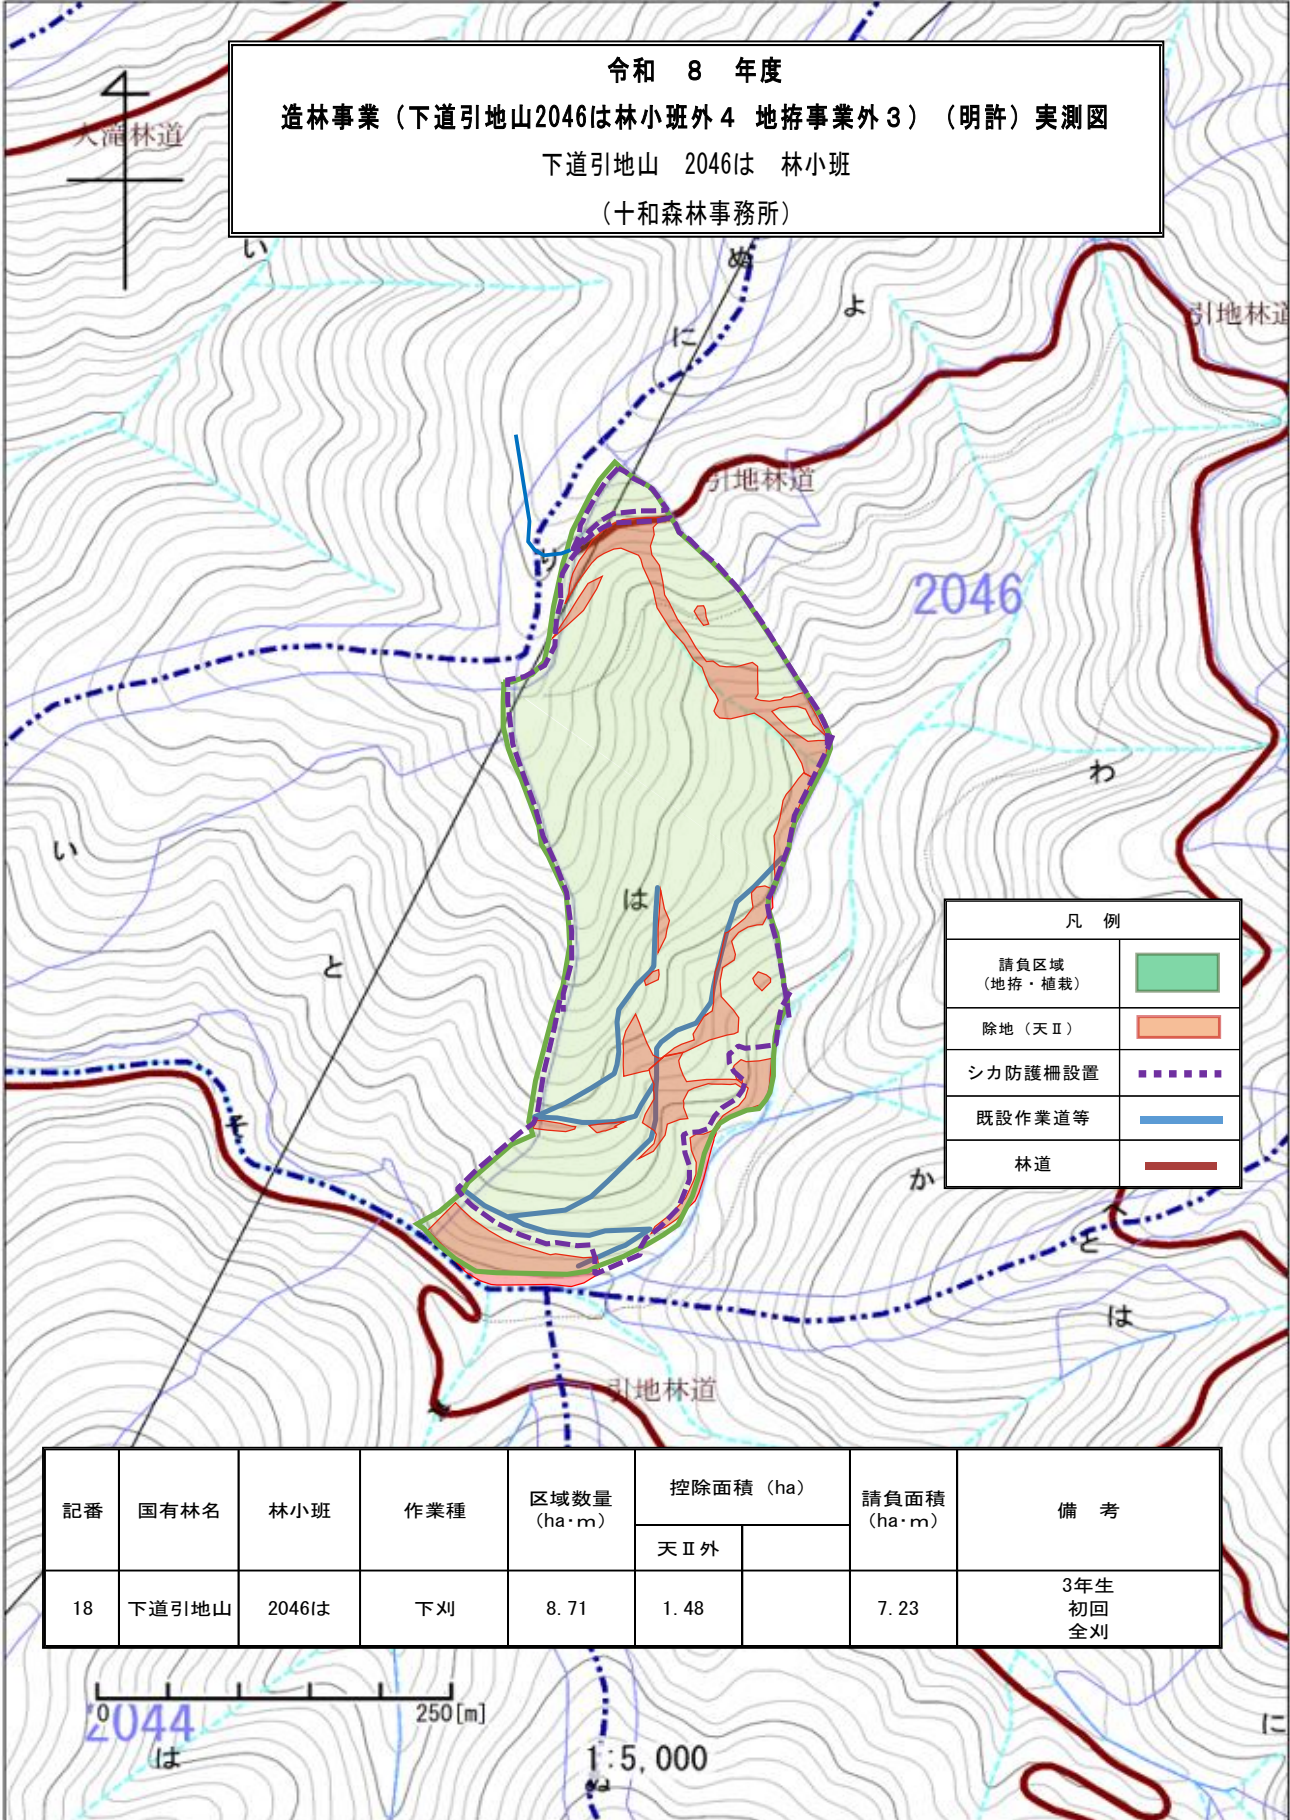 令和　８　年度
造林事業（下道引地山2046は林小班外４ 地拵事業外３）（明許）実測図
下道引地山　2046は　林小班
（十和森林事務所）
大滝林道
い
ぬ
に
よ
引地林道
引地林道
り
2046
わ
い
は
と
凡　例
請負区域
（地拵・植栽）
除地（天Ⅱ）
シカ防護柵設置
既設作業道等
林道
か
と
は
引地林道
記番
国有林名
林小班
作業種
区域数量
（ha･ｍ）
控除面積（ha）
天Ⅱ外
請負面積
（ha･ｍ）
備　考
18
下道引地山
2046は
下刈
8.71
1.48
7.23
3年生
初回
全刈
0
250[m]
2044
は
1:5,000
ぬ
に